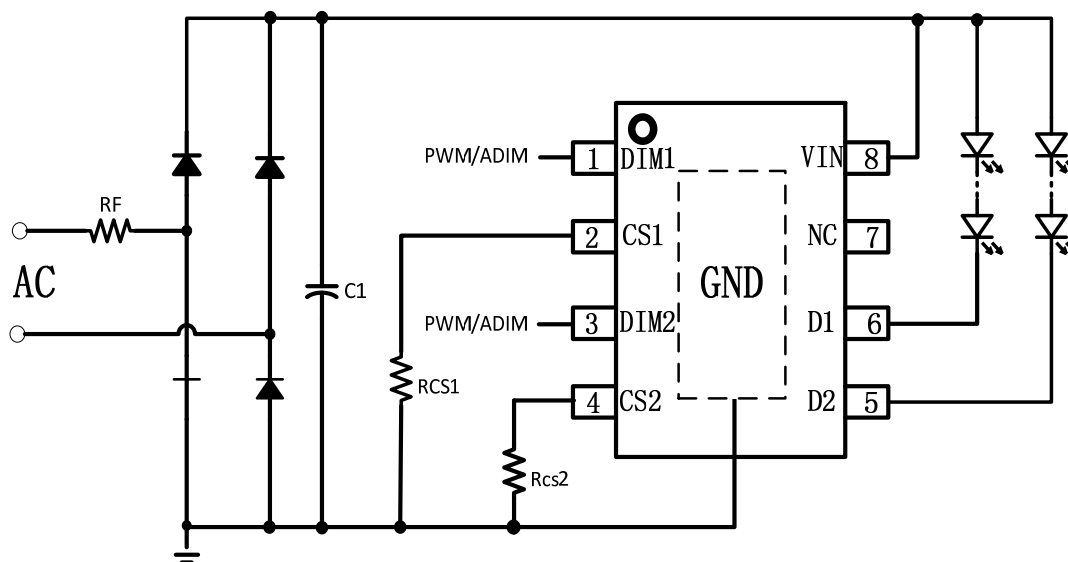 PWM/ADIM
1
DIM1
VIN
8
RF
2
CS1
NC
7
AC
GND
C1
PWM/ADIM
3
DIM2
D1
6
RCS1
4
CS2
D2
5
Rcs2